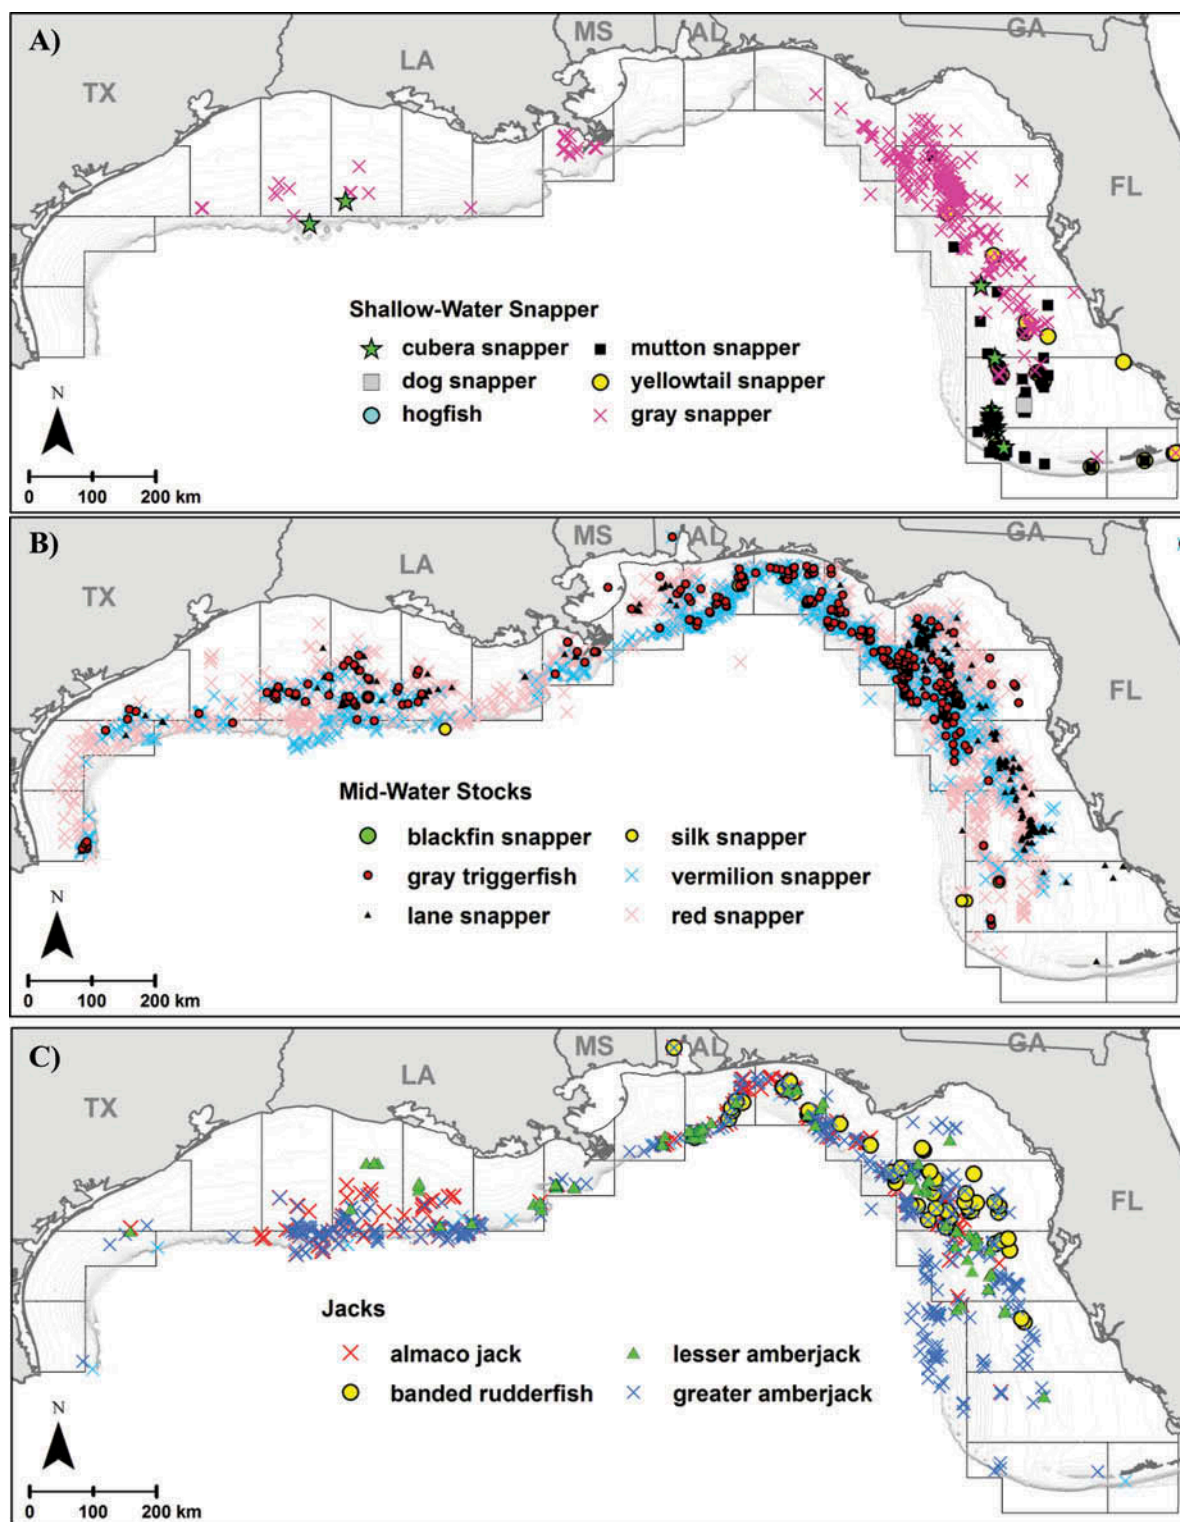 A)
MS
AL
GA
LA
TX
FL
Shallow-Water Snapper
cubera snapper
mutton snapper
dog snapper
yellowtail snapper
hogfish
gray snapper
N
0 100 200 km
B)
MS
AL
GA
LA
TX
FL
Mid-Water Stocks
blackfin snapper
silk snapper
gray triggerfish
vermilion snapper
lane snapper
red snapper
N
0 100 200 km
C)
MS
AL
GA
LA
TX
FL
Jacks
almaco jack
lesser amberjack
banded rudderfish
greater amberjack
N
0 100 200 km